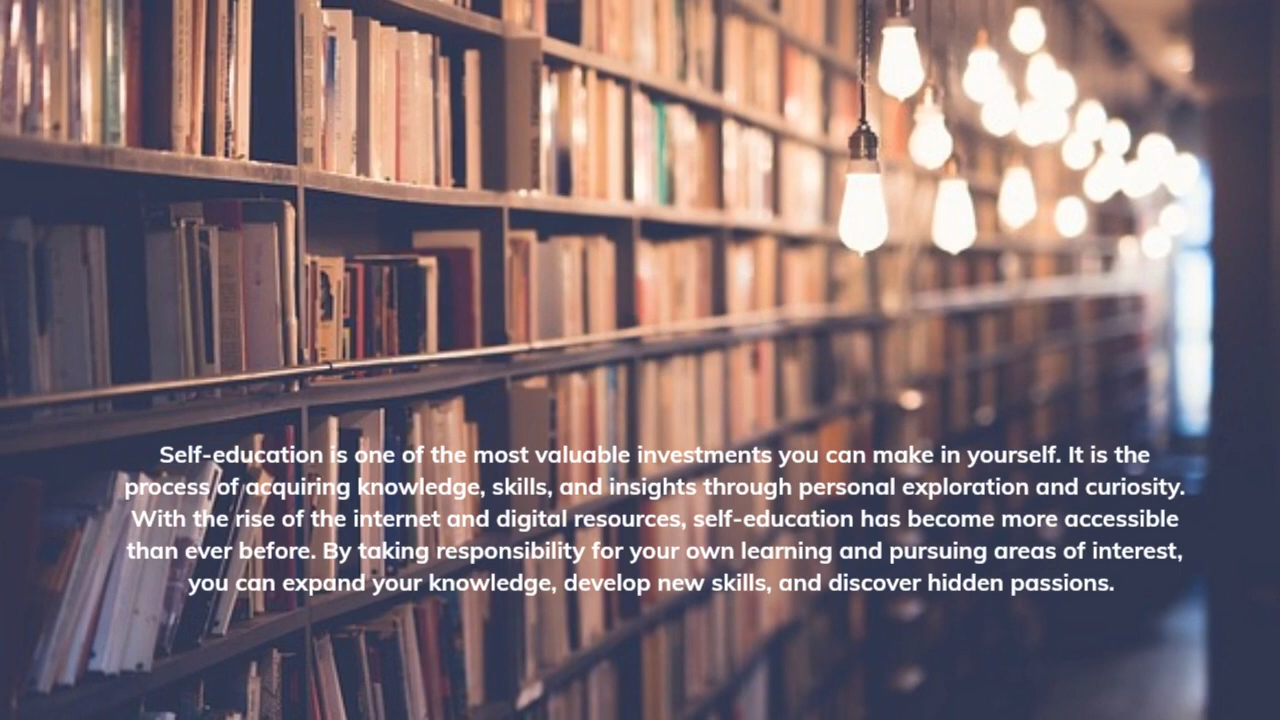 Self-education is one of the most valuable investments you can make in yourself. It is the
process of acquiring knowledge, skills, and insights through personal exploration and curiosity.
With the rise of the internet and digital resources, self-education has become more accessible
than ever before. By taking responsibility for your own learning and pursuing areas of interest,
you can expand your knowledge, develop new skills, and discover hidden passions.